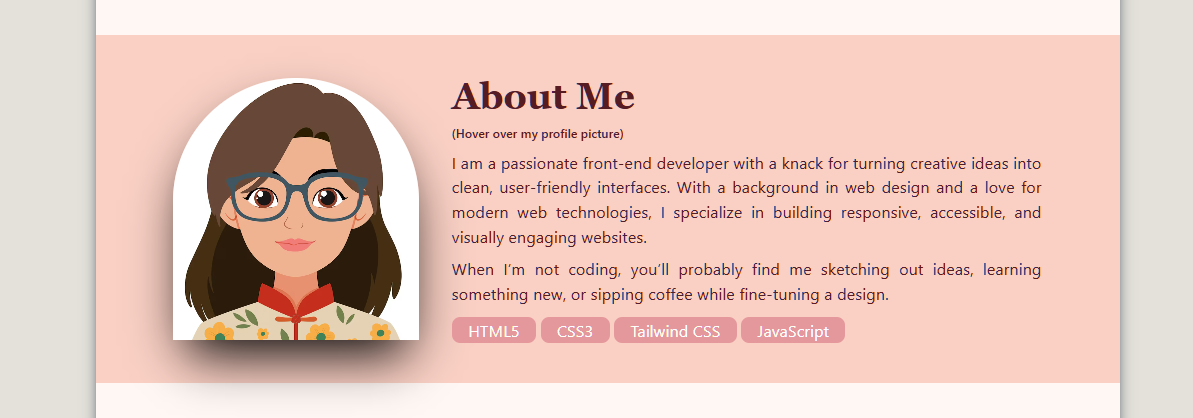 About Me
(Hover over my profile picture)
I am a passionate front-end developer with a knack for turning creative ideas into
clean, user-friendly interfaces. With a background in web design and a love for
modern web technologies, I specialize in building responsive, accessible, and
visually engaging websites.
When I’m not coding, you’ll probably find me sketching out ideas, learning
something new, or sipping coffee while fine-tuning a design.
HTML5 CSS3 Tailwind CSS JavaScript